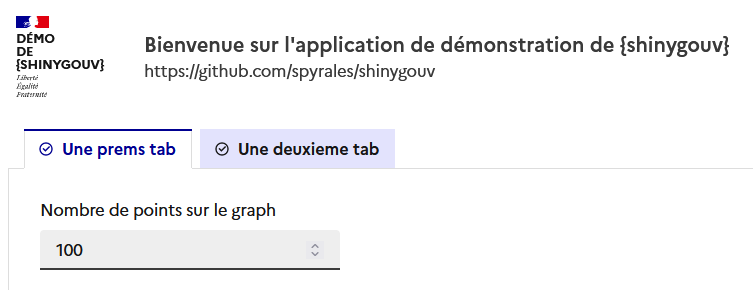 DÉMO
DE
{SHINYGOUV}
Liberté
Égalité
Fraternité
Bienvenue sur l'application de démonstration de {shinygouv}
https://github.com/spyrales/shinygouv
Une prems tab
Une deuxieme tab
Nombre de points sur le graph
100